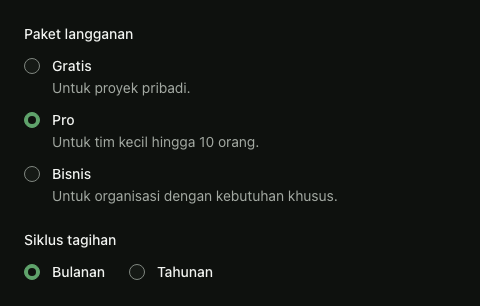 Paket langganan
Gratis
Untuk proyek pribadi.
Pro
Untuk tim kecil hingga 10 orang.
Bisnis
Untuk organisasi dengan kebutuhan khusus.
Siklus tagihan
Bulanan Tahunan